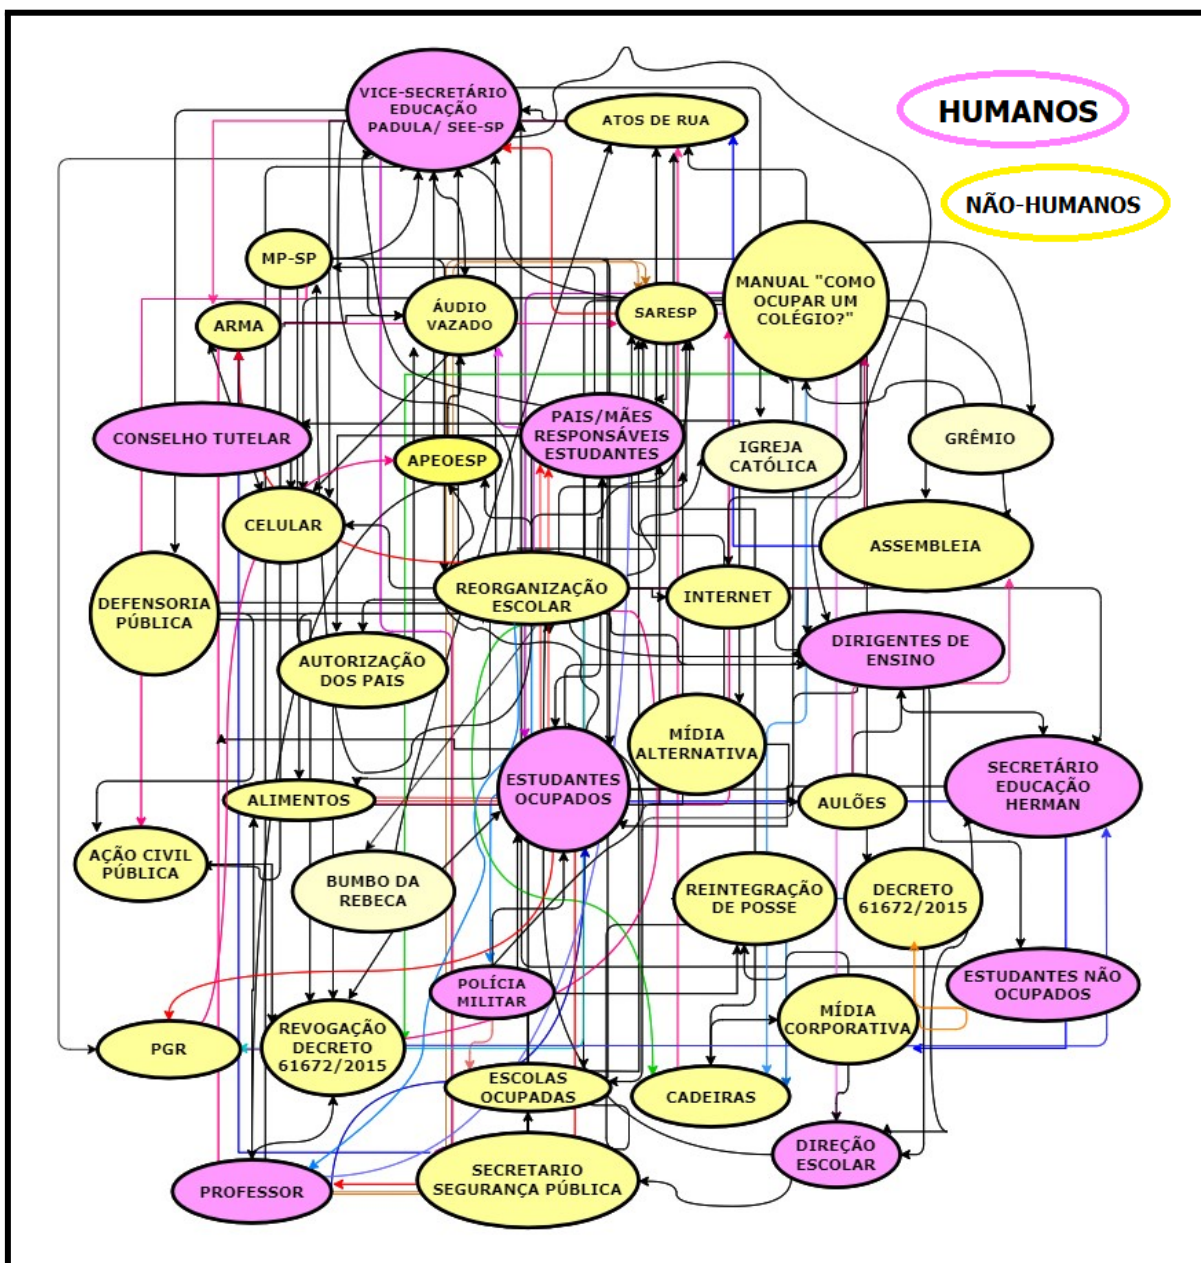 VICE-SECRETÁRIO
EDUCAÇÃO
PADULA/ SEE-SP
ATOS DE RUA
HUMANOS
NÃO-HUMANOS
MP-SP
ARMA
ÁUDIO
VAZADO
SARESP
MANUAL "COMO
OCUPAR UM
COLÉGIO?"
CONSELHO TUTELAR
APEOESP
PAIS/MÃES
RESPONSÁVEIS
ESTUDANTES
IGREJA
CATÓLICA
GRÊMIO
CELULAR
ASSEMBLEIA
DEFENSORIA
PÚBLICA
REORGANIZAÇÃO
ESCOLAR
INTERNET
AUTORIZAÇÃO
DOS PAIS
DIRIGENTES DE
ENSINO
MÍDIA
ALTERNATIVA
ESTUDANTES
OCUPADOS
SECRETÁRIO
EDUCAÇÃO
HERMAN
ALIMENTOS
AULÕES
AÇÃO CIVIL
PÚBLICA
BUMBO DA
REBECA
REINTEGRAÇÃO
DE POSSE
DECRETO
61672/2015
POLÍCIA
MILITAR
ESTUDANTES NÃO
OCUPADOS
MÍDIA
CORPORATIVA
PGR
REVOGAÇÃO
DECRETO
61672/2015
ESCOLAS
OCUPADAS
CADEIRAS
DIREÇÃO
ESCOLAR
PROFESSOR
SECRETARIO
SEGURANÇA PÚBLICA